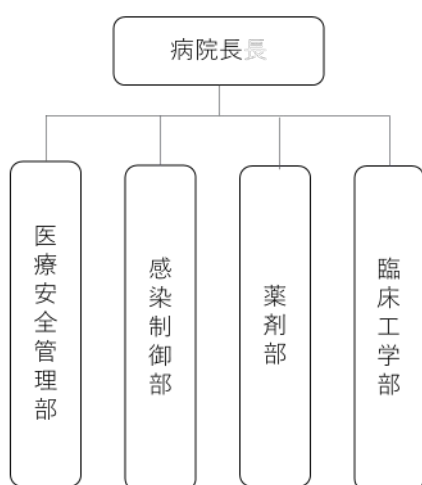 病院長長
医療安全管理部
感染制御部
薬剤部
臨床工学部